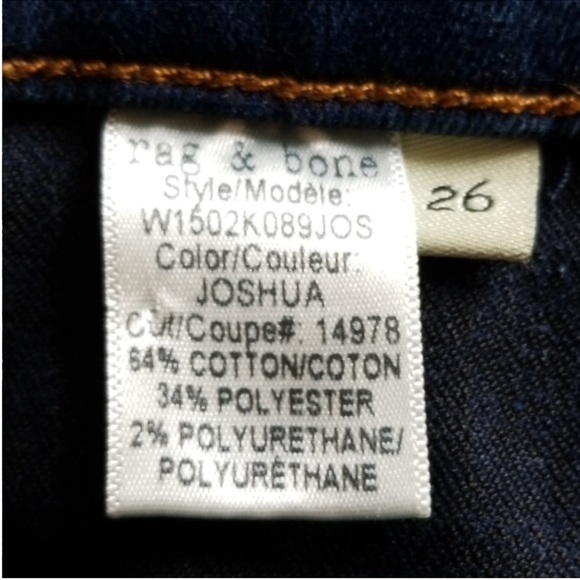 rag & bone
Style/Modèle:
W1502K089JOS
Color/Couleur:
JOSHUA
Cut/Coupe#: 14978
64% COTTON/COTON
34% POLYESTER
2% POLYURETHANE/
POLYURÉTHANE
26